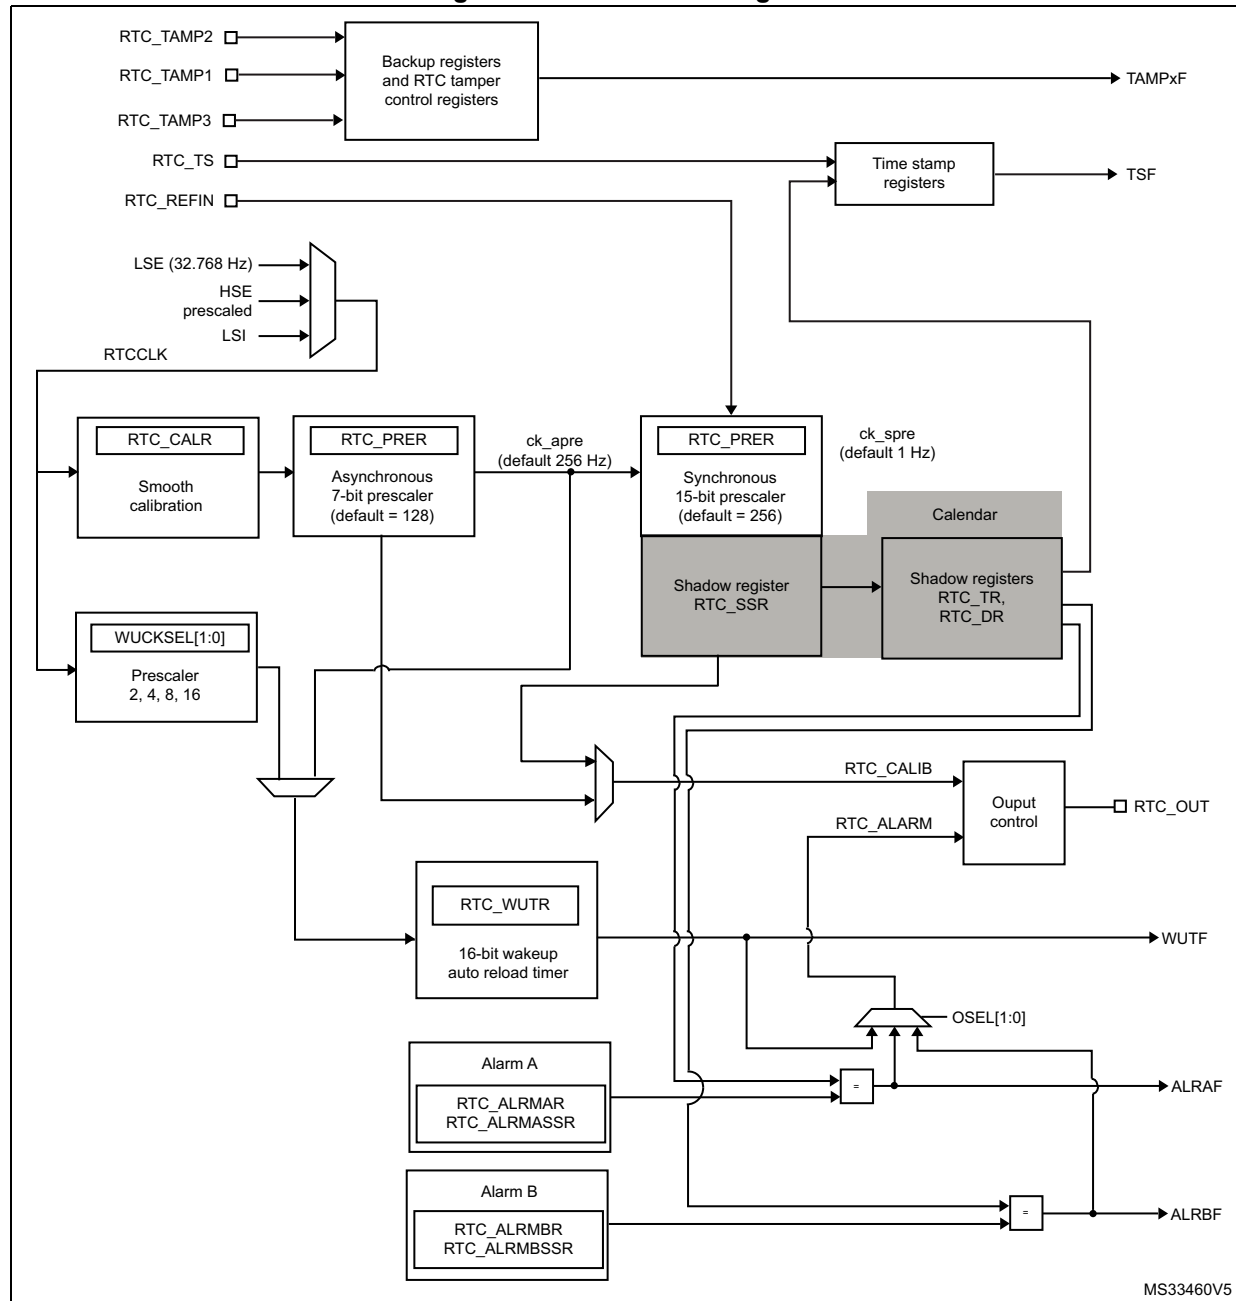 RTC_TAMP2
RTC_TAMP1
RTC_TAMP3
Backup registers
and RTC tamper
control registers
TAMPxF
RTC_TS
RTC_REFIN
Time stamp
registers
TSF
LSE (32.768 Hz)
HSE
prescaled
LSI
RTCCLK
RTC_CALR
Smooth
calibration
RTC_PRER
Asynchronous
7-bit prescaler
(default = 128)
ck_apre
(default 256 Hz)
RTC_PRER
Synchronous
15-bit prescaler
(default = 256)
ck_spre
(default 1 Hz)
Calendar
Shadow register
RTC_SSR
Shadow registers
RTC_TR,
RTC_DR
WUCKSEL[1:0]
Prescaler
2, 4, 8, 16
RTC_CALIB
RTC_ALARM
Ouput
control
RTC_OUT
RTC_WUTR
16-bit wakeup
auto reload timer
WUTF
OSEL[1:0]
Alarm A
RTC_ALRMAR
RTC_ALRMASSR
=
ALRAF
Alarm B
RTC_ALRMBR
RTC_ALRMBSSR
=
ALRBF
MS33460V5